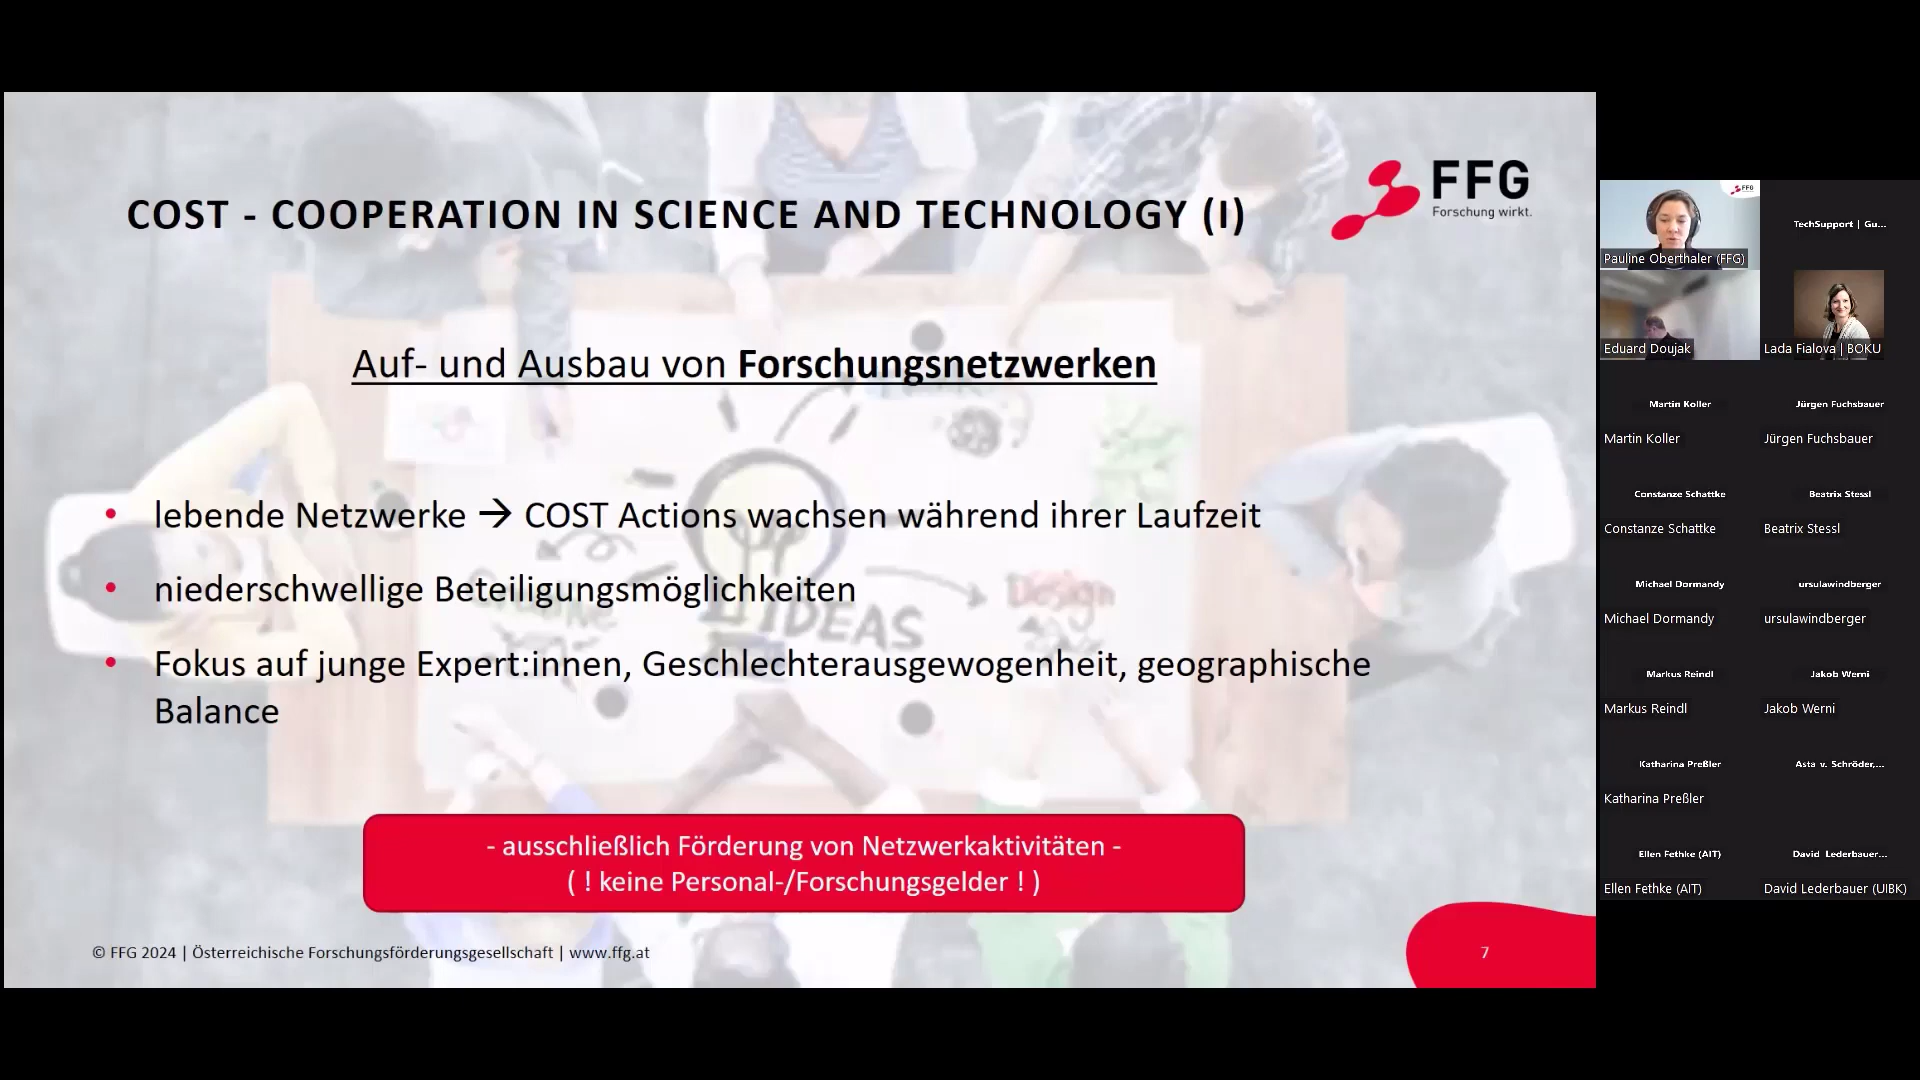 COST - COOPERATION IN SCIENCE AND TECHNOLOGY (I)
FFG
Forschung wirkt.
Auf- und Ausbau von Forschungsnetzwerken
• lebende Netzwerke → COST Actions wachsen während ihrer Laufzeit
• niederschwellige Beteiligungsmöglichkeiten
• Fokus auf junge Expert:innen, Geschlechterausgewogenheit, geographische
Balance
IDEAS
Design
- ausschließlich Förderung von Netzwerkaktivitäten -
( ! keine Personal-/Forschungsgelder ! )
© FFG 2024 | Österreichische Forschungsförderungsgesellschaft | www.ffg.at
7
FFG
Pauline Oberthaler (FFG)
TechSupport | Gu...
Eduard Doujak
Lada Fialova | BOKU
Martin Koller
Martin Koller
Jürgen Fuchsbauer
Jürgen Fuchsbauer
Constanze Schattke
Constanze Schattke
Beatrix Stessl
Beatrix Stessl
Michael Dormandy
Michael Dormandy
ursulawindberger
ursulawindberger
Markus Reindl
Markus Reindl
Jakob Werni
Jakob Werni
Katharina Preßler
Katharina Preßler
Asta v. Schröder,...
Ellen Fethke (AIT)
Ellen Fethke (AIT)
David Lederbauer...
David Lederbauer (UIBK)